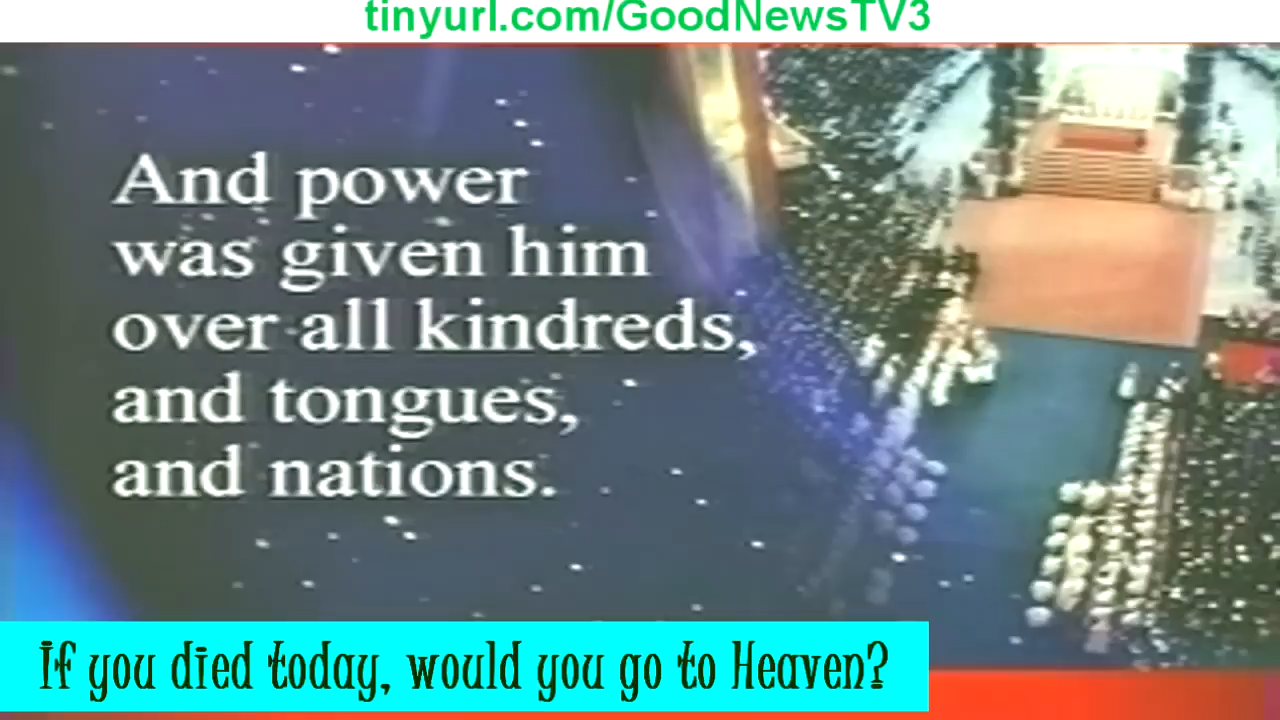 tinyurl.com/GoodNewsTV3
And power
was given him
over all kindreds,
and tongues,
and nations.
If you died today, would you go to Heaven?